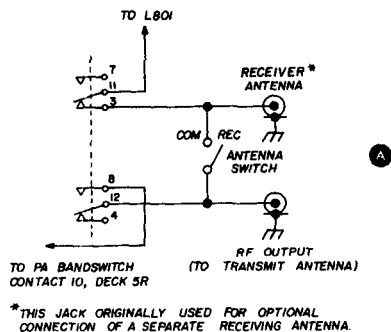 TO L801
7
11
3
RECEIVER*
ANTENNA
COM REC
ANTENNA
SWITCH
A
8
12
4
RF OUTPUT
(TO TRANSMIT ANTENNA)
TO PA BANDSWITCH
CONTACT 10, DECK 5R
*THIS JACK ORIGINALLY USED FOR OPTIONAL
CONNECTION OF A SEPARATE RECEIVING ANTENNA.